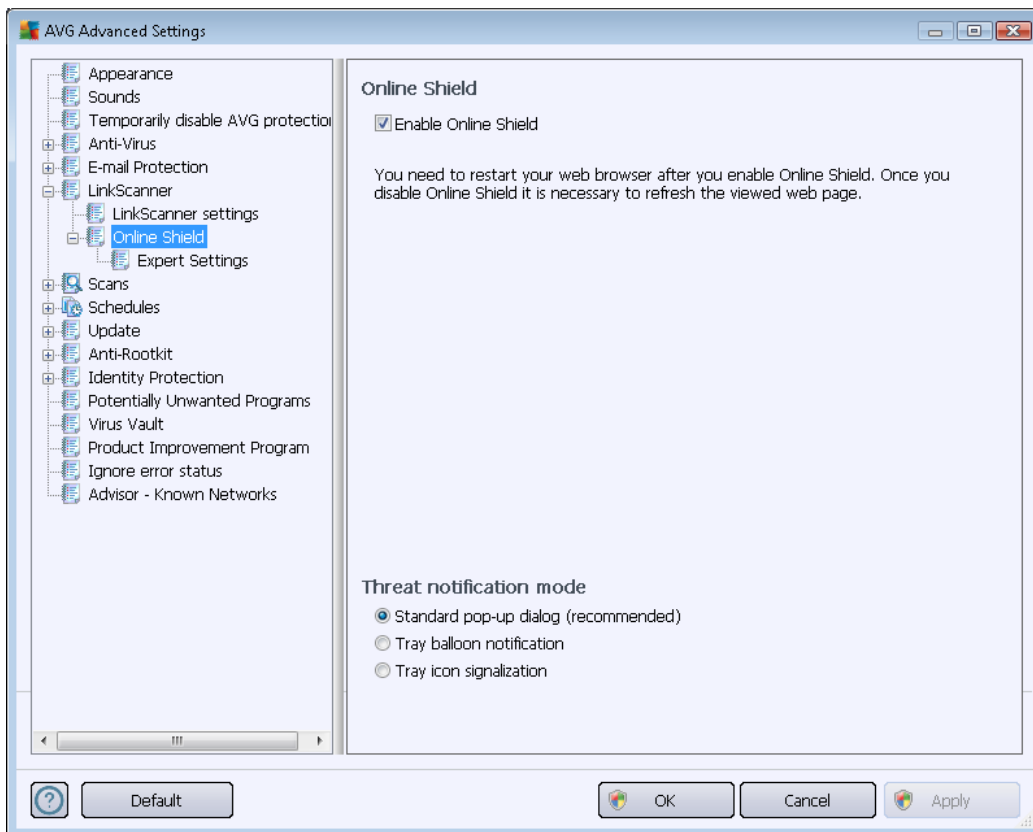 AVG Advanced Settings
Appearance
Sounds
Temporarily disable AVG protection
Anti-Virus
E-mail Protection
LinkScanner
LinkScanner settings
Online Shield
Expert Settings
Scans
Schedules
Update
Anti-Rootkit
Identity Protection
Potentially Unwanted Programs
Virus Vault
Product Improvement Program
Ignore error status
Advisor - Known Networks
Online Shield
Enable Online Shield
You need to restart your web browser after you enable Online Shield. Once you
disable Online Shield it is necessary to refresh the viewed web page.
Threat notification mode
Standard pop-up dialog (recommended)
Tray balloon notification
Tray icon signalization
Default
OK
Cancel
Apply